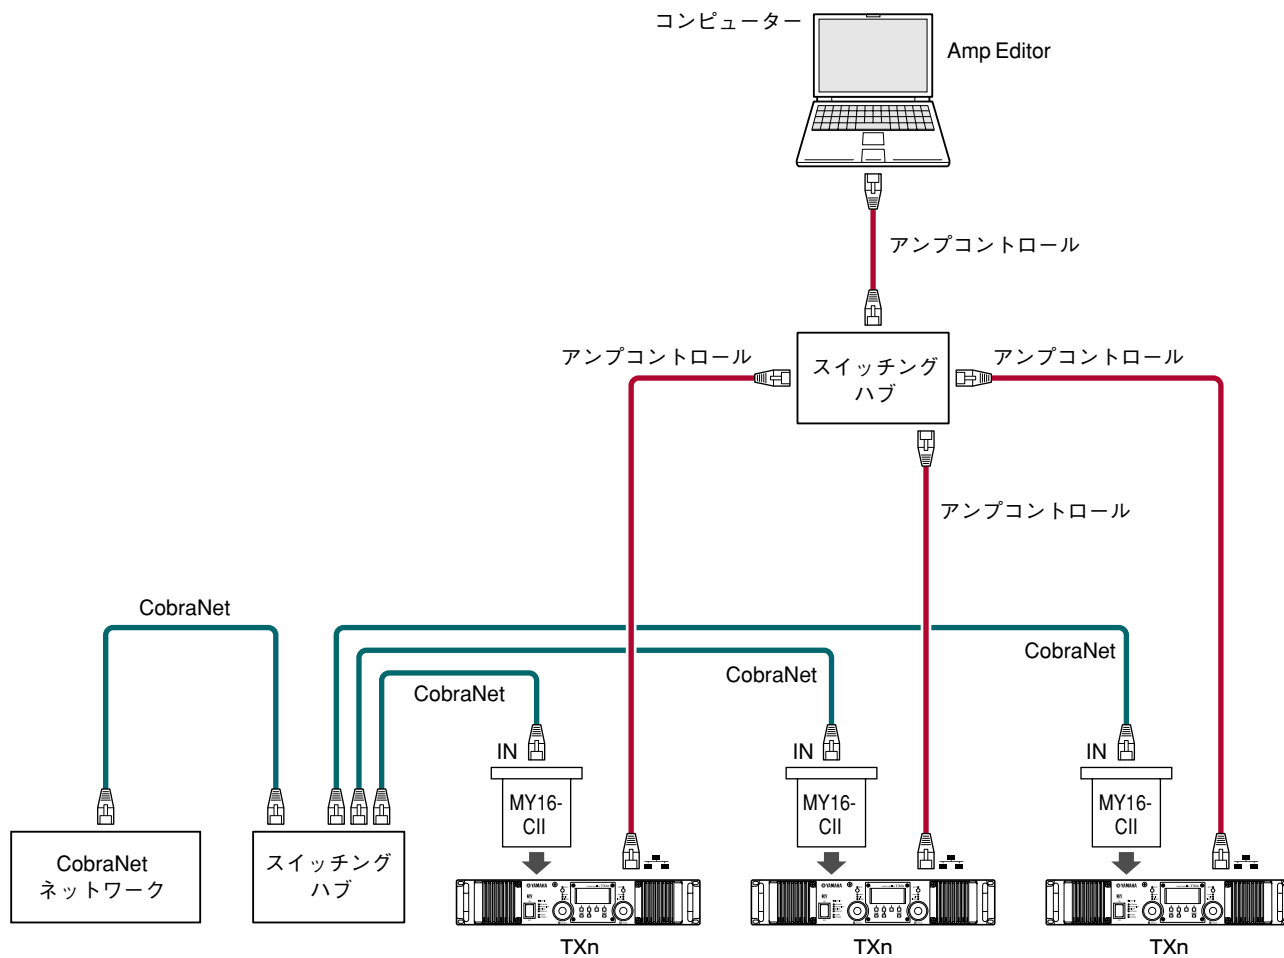 コンピューター
Amp Editor
アンプコントロール
アンプコントロール
スイッチング
ハブ
アンプコントロール
アンプコントロール
CobraNet
CobraNet
CobraNet
CobraNet
IN
IN
IN
MY16-
CII
MY16-
CII
MY16-
CII
CobraNet
ネットワーク
スイッチング
ハブ
YAMAHA
YAMAHA
YAMAHA
TXn
TXn
TXn